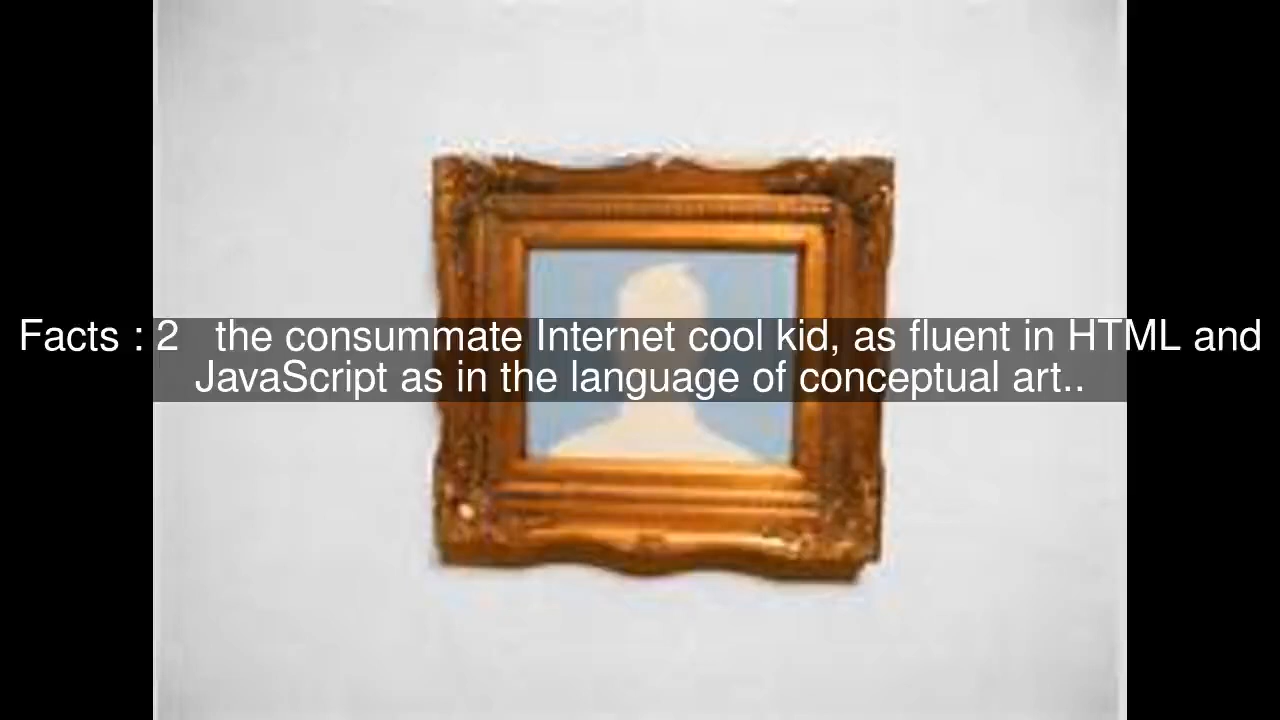 Facts : 2   the consummate Internet cool kid, as fluent in HTML and
JavaScript as in the language of conceptual art..